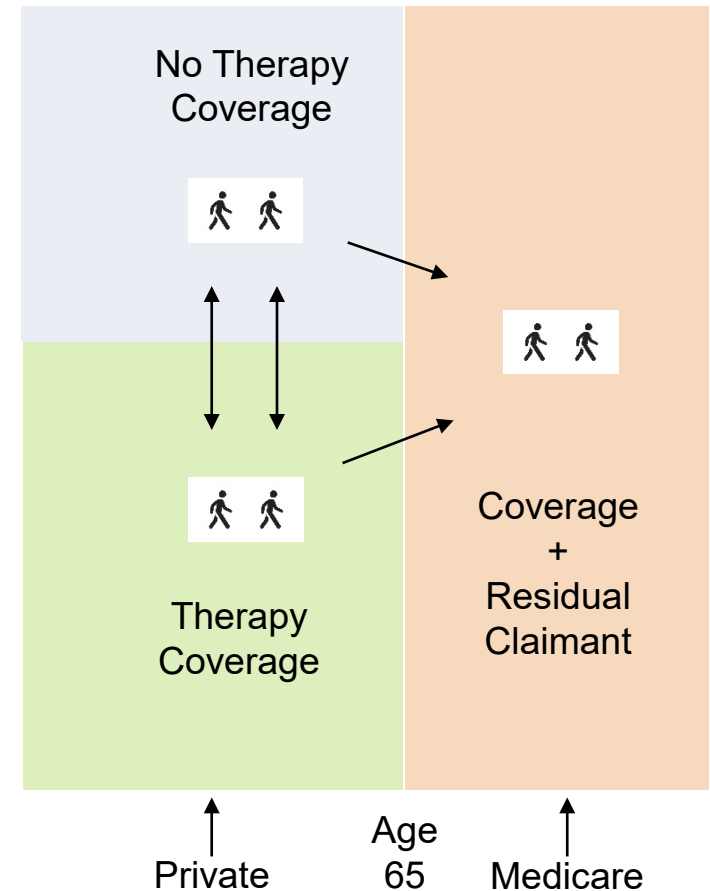 No Therapy
Coverage
Therapy
Coverage
Coverage
+
Residual
Claimant
Private
Age
65
Medicare